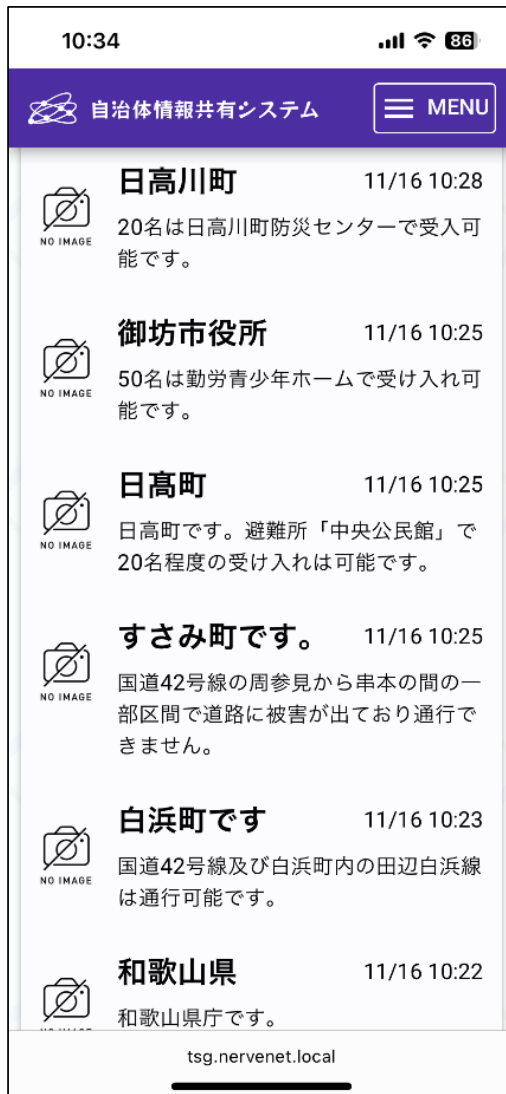 10:34
86
自治体情報共有システム
MENU
日高川町
11/16 10:28
NO IMAGE
20名は日高川町防災センターで受入可
能です。
御坊市役所
11/16 10:25
NO IMAGE
50名は勤労青少年ホームで受け入れ可
能です。
日髙町
11/16 10:25
NO IMAGE
日高町です。避難所「中央公民館」で
20名程度の受け入れは可能です。
すさみ町です。
11/16 10:25
NO IMAGE
国道42号線の周参見から串本の間の一
部区間で道路に被害が出ており通行で
きません。
白浜町です
11/16 10:23
NO IMAGE
国道42号線及び白浜町内の田辺白浜線
は通行可能です。
和歌山県
11/16 10:22
和歌山県庁です。
tsg.nervenet.local